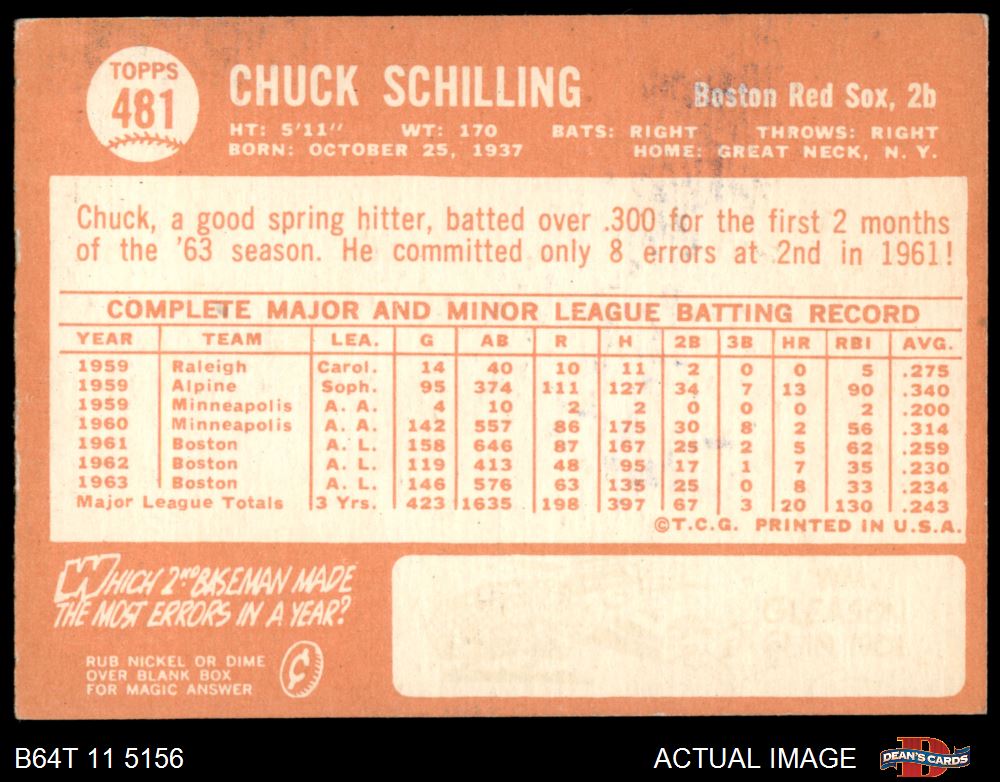 TOPPS
481
CHUCK SCHILLING
Boston Red Sox, 2b
HT: 5'11" WT: 170 BATS: RIGHT THROWS: RIGHT
BORN: OCTOBER 25, 1937 HOME: GREAT NECK, N. Y.
Chuck, a good spring hitter, batted over .300 for the first 2 months
of the '63 season. He committed only 8 errors at 2nd in 1961!
COMPLETE MAJOR AND MINOR LEAGUE BATTING RECORD
YEAR TEAM LEA. G AB R H 2B 3B HR RBI AVG.
1959 Raleigh Carol. 14 40 10 11 2 0 0 5 .275
1959 Alpine Soph. 95 374 111 127 34 7 13 90 .340
1959 Minneapolis A. A. 4 10 2 2 0 0 0 2 .200
1960 Minneapolis A. A. 142 557 86 175 30 8 2 56 .314
1961 Boston A. L. 158 646 87 167 25 2 5 62 .259
1962 Boston A. L. 119 413 48 95 17 1 7 35 .230
1963 Boston A. L. 146 576 63 135 25 0 8 33 .234
Major League Totals 3 Yrs. 423 1635 198 397 67 3 20 130 .243
©T.C.G. PRINTED IN U.S.A.
WHICH 2ND BASEMAN MADE
THE MOST ERRORS IN A YEAR?
RUB NICKEL OR DIME
OVER BLANK BOX
FOR MAGIC ANSWER
¢
B64T 11 5156 ACTUAL IMAGE DEAN'S CARDS